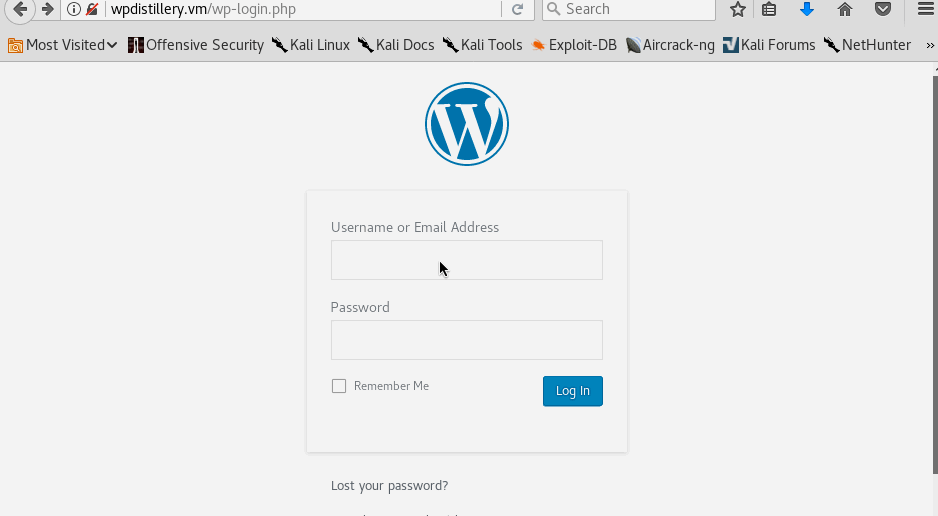 wpdistillery.vm/wp-login.php
Search
Most Visited Offensive Security Kali Linux Kali Docs Kali Tools Exploit-DB Aircrack-ng Kali Forums NetHunter »
Username or Email Address
Password
Remember Me
Log In
Lost your password?